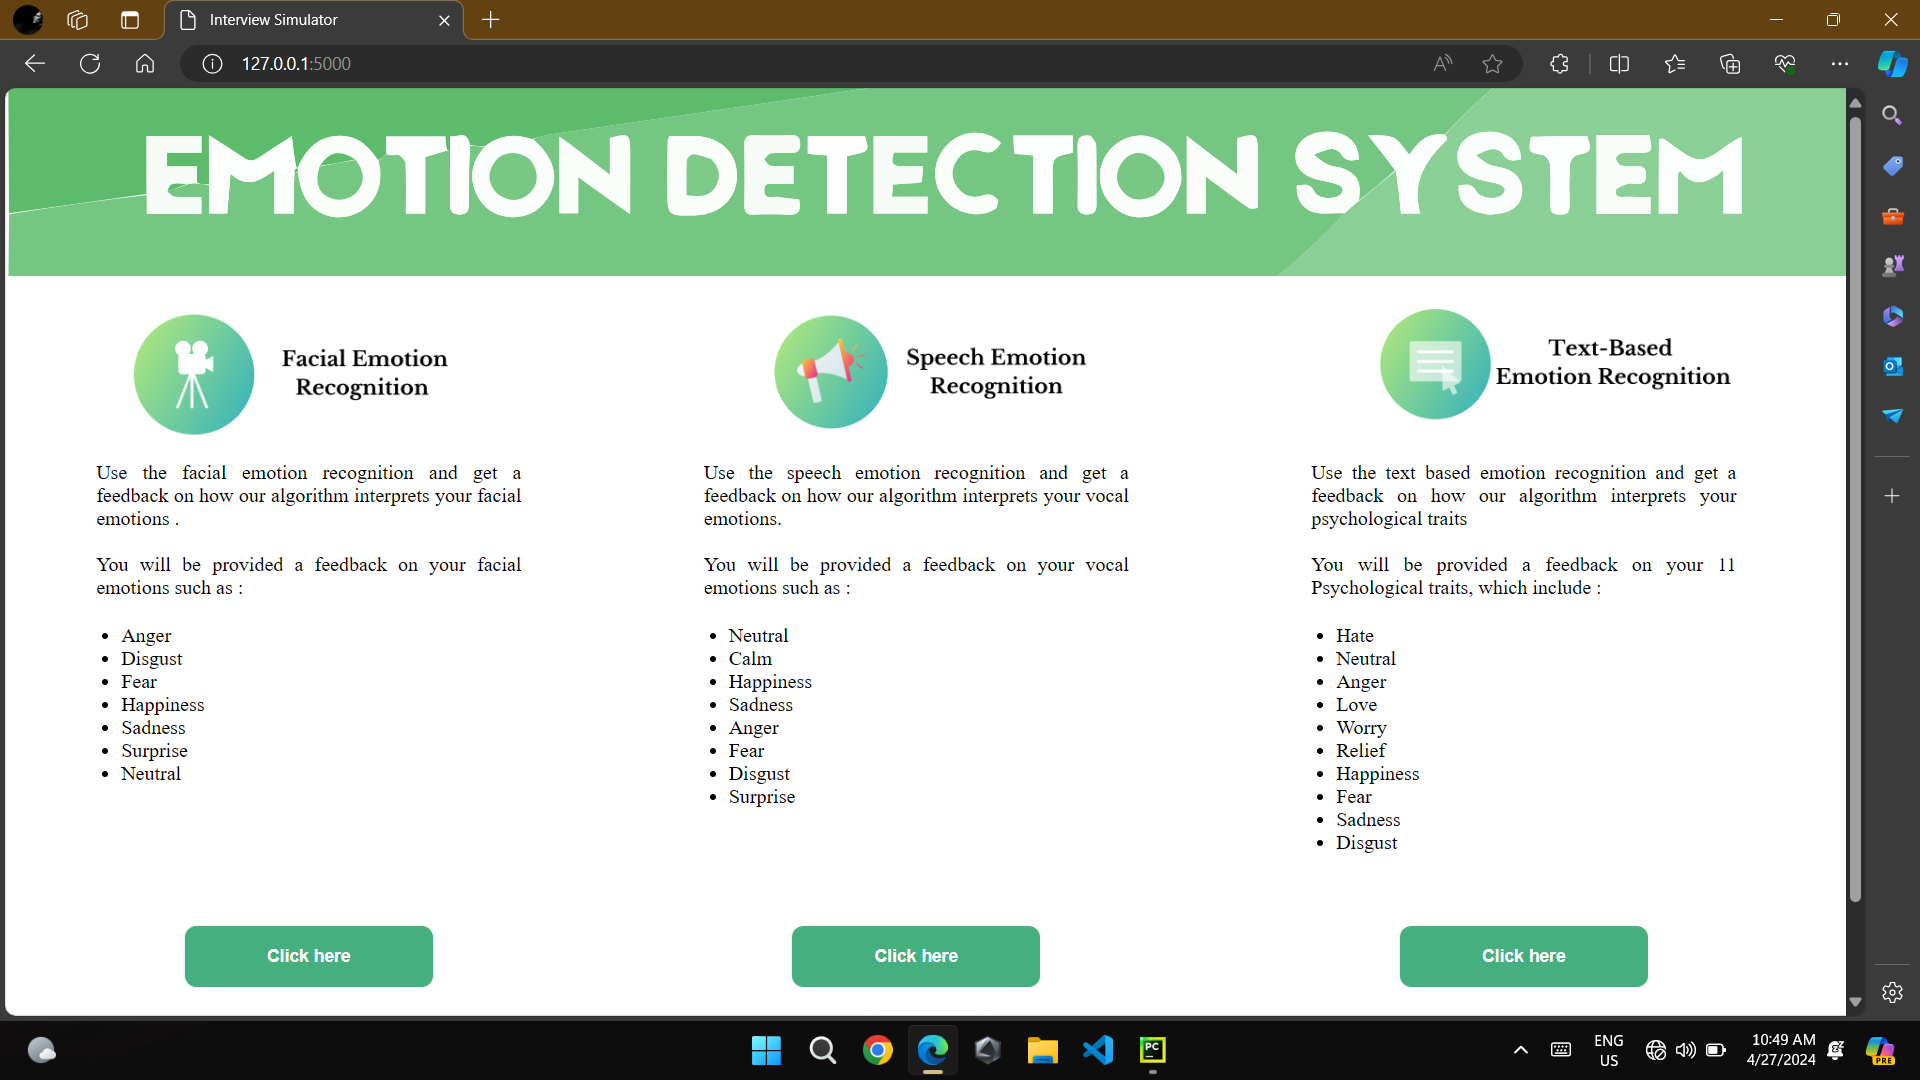 Interview Simulator
127.0.0.1:5000
EMOTION DETECTION SYSTEM
Facial Emotion
Recognition
Use the facial emotion recognition and get a
feedback on how our algorithm interprets your facial
emotions .
You will be provided a feedback on your facial
emotions such as :
Anger
Disgust
Fear
Happiness
Sadness
Surprise
Neutral
Click here
Speech Emotion
Recognition
Use the speech emotion recognition and get a
feedback on how our algorithm interprets your vocal
emotions.
You will be provided a feedback on your vocal
emotions such as :
Neutral
Calm
Happiness
Sadness
Anger
Fear
Disgust
Surprise
Click here
Text-Based
Emotion Recognition
Use the text based emotion recognition and get a
feedback on how our algorithm interprets your
psychological traits
You will be provided a feedback on your 11
Psychological traits, which include :
Hate
Neutral
Anger
Love
Worry
Relief
Happiness
Fear
Sadness
Disgust
Click here
PC
ENG
US
10:49 AM
4/27/2024
PRE